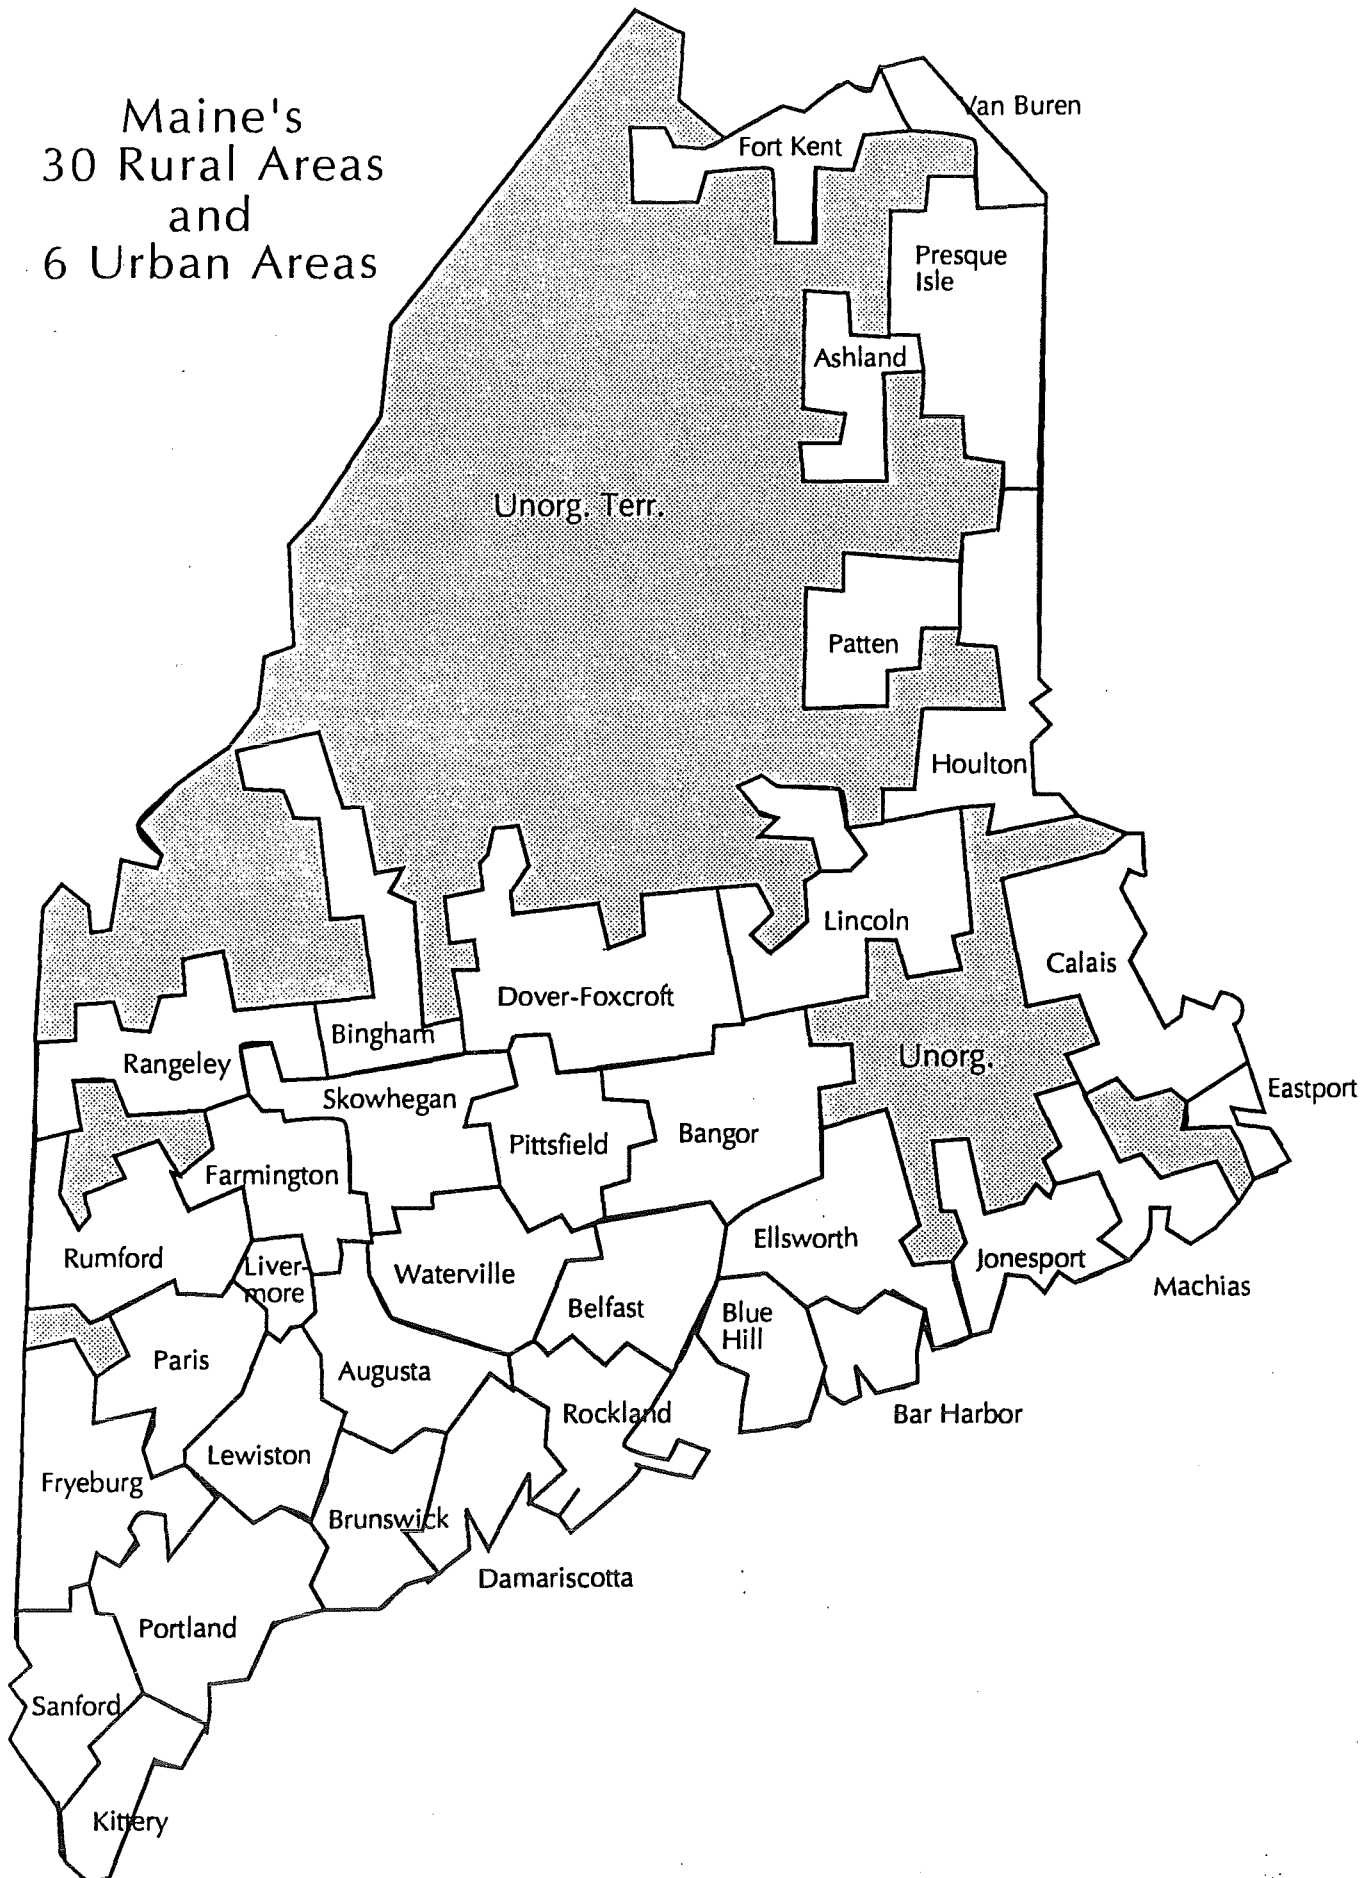 Maine's
30 Rural Areas
and
6 Urban Areas
Van Buren
Fort Kent
Presque
Isle
Ashland
Unorg. Terr.
Patten
Houlton
Lincoln
Calais
Dover-Foxcroft
Bingham
Rangeley
Unorg.
Skowhegan
Eastport
Pittsfield
Bangor
Farmington
Rumford
Liver-
more
Waterville
Ellsworth
Jonesport
Machias
Belfast
Blue
Hill
Paris
Augusta
Rockland
Bar Harbor
Lewiston
Fryeburg
Brunswick
Damariscotta
Portland
Sanford
Kittery